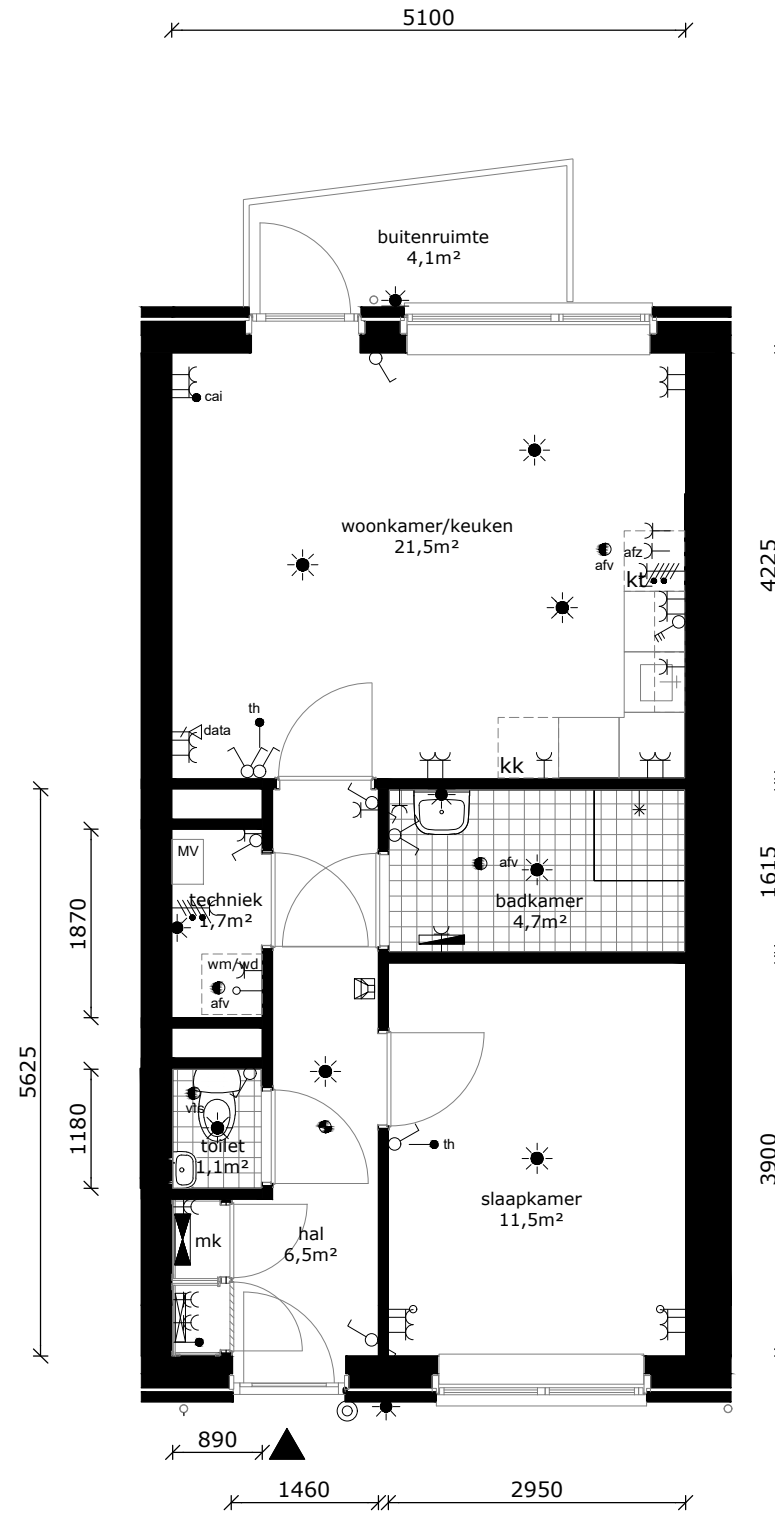 5100
buitenruimte
4,1m²
cai
woonkamer/keuken
21,5m²
afv
afz
kt
4225
th
data
kk
MV
techniek
1,7m²
afv
badkamer
4,7m²
1615
1870
wm/wd
afv
5625
vis
toilet
1,1m²
1180
th
slaapkamer
11,5m²
3900
mk
hal
6,5m²
890
1460
2950